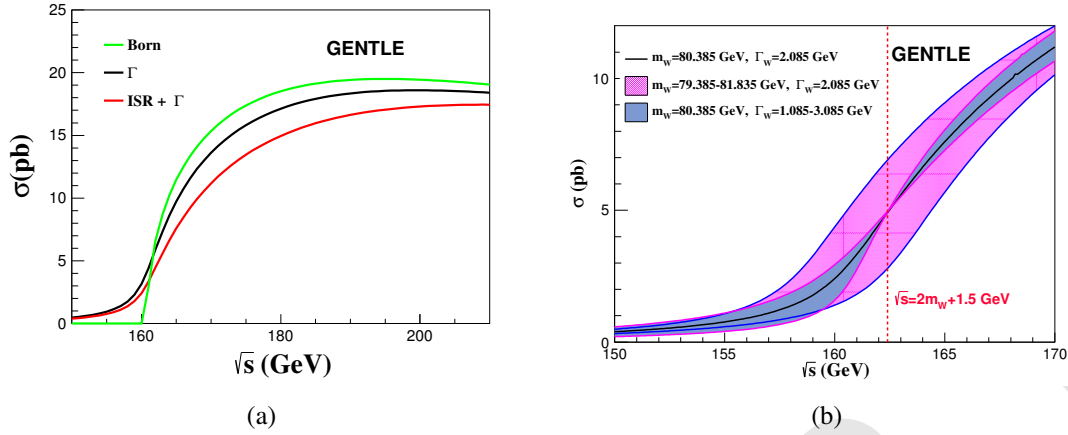 GENTLE
Born
Γ
ISR + Γ
σ(pb)
25
20
15
10
5
0
160
180
200
√s (GeV)
(a)
GENTLE
m_W=80.385 GeV, Γ_W=2.085 GeV
m_W=79.385-81.835 GeV, Γ_W=2.085 GeV
m_W=80.385 GeV, Γ_W=1.085-3.085 GeV
σ (pb)
10
5
0
√s=2m_W+1.5 GeV
150
155
160
165
170
√s (GeV)
(b)